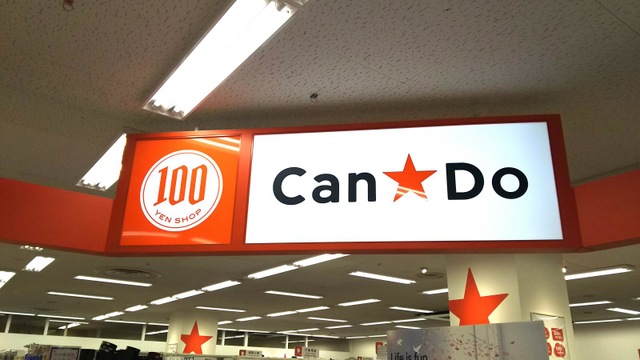 100
YEN SHOP
Can★Do
Life is fun.